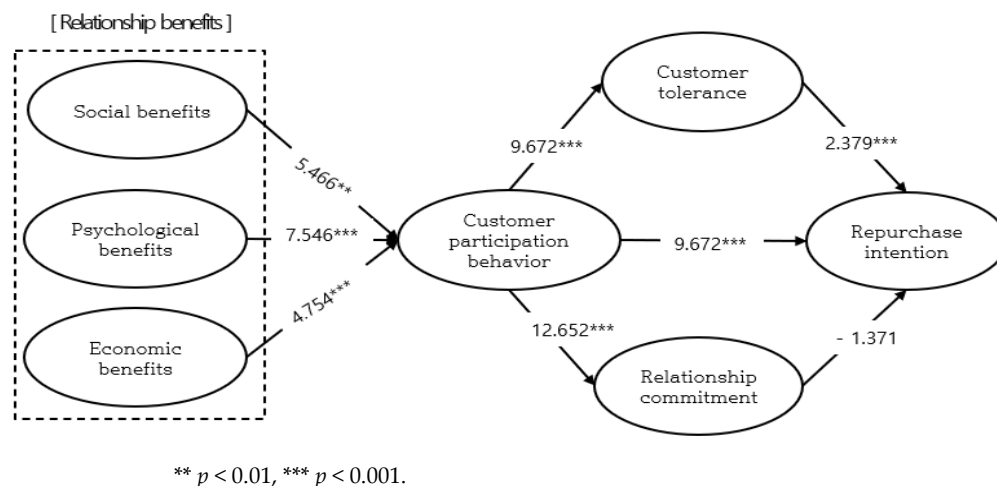 [ Relationship benefits ]
Social benefits
Psychological
benefits
Economic
benefits
5.466**
7.546***
4.754***
Customer
participation
behavior
9.672***
9.672***
12.652***
Customer
tolerance
Relationship
commitment
2.379***
- 1.371
Repurchase
intention
** p < 0.01, *** p < 0.001.